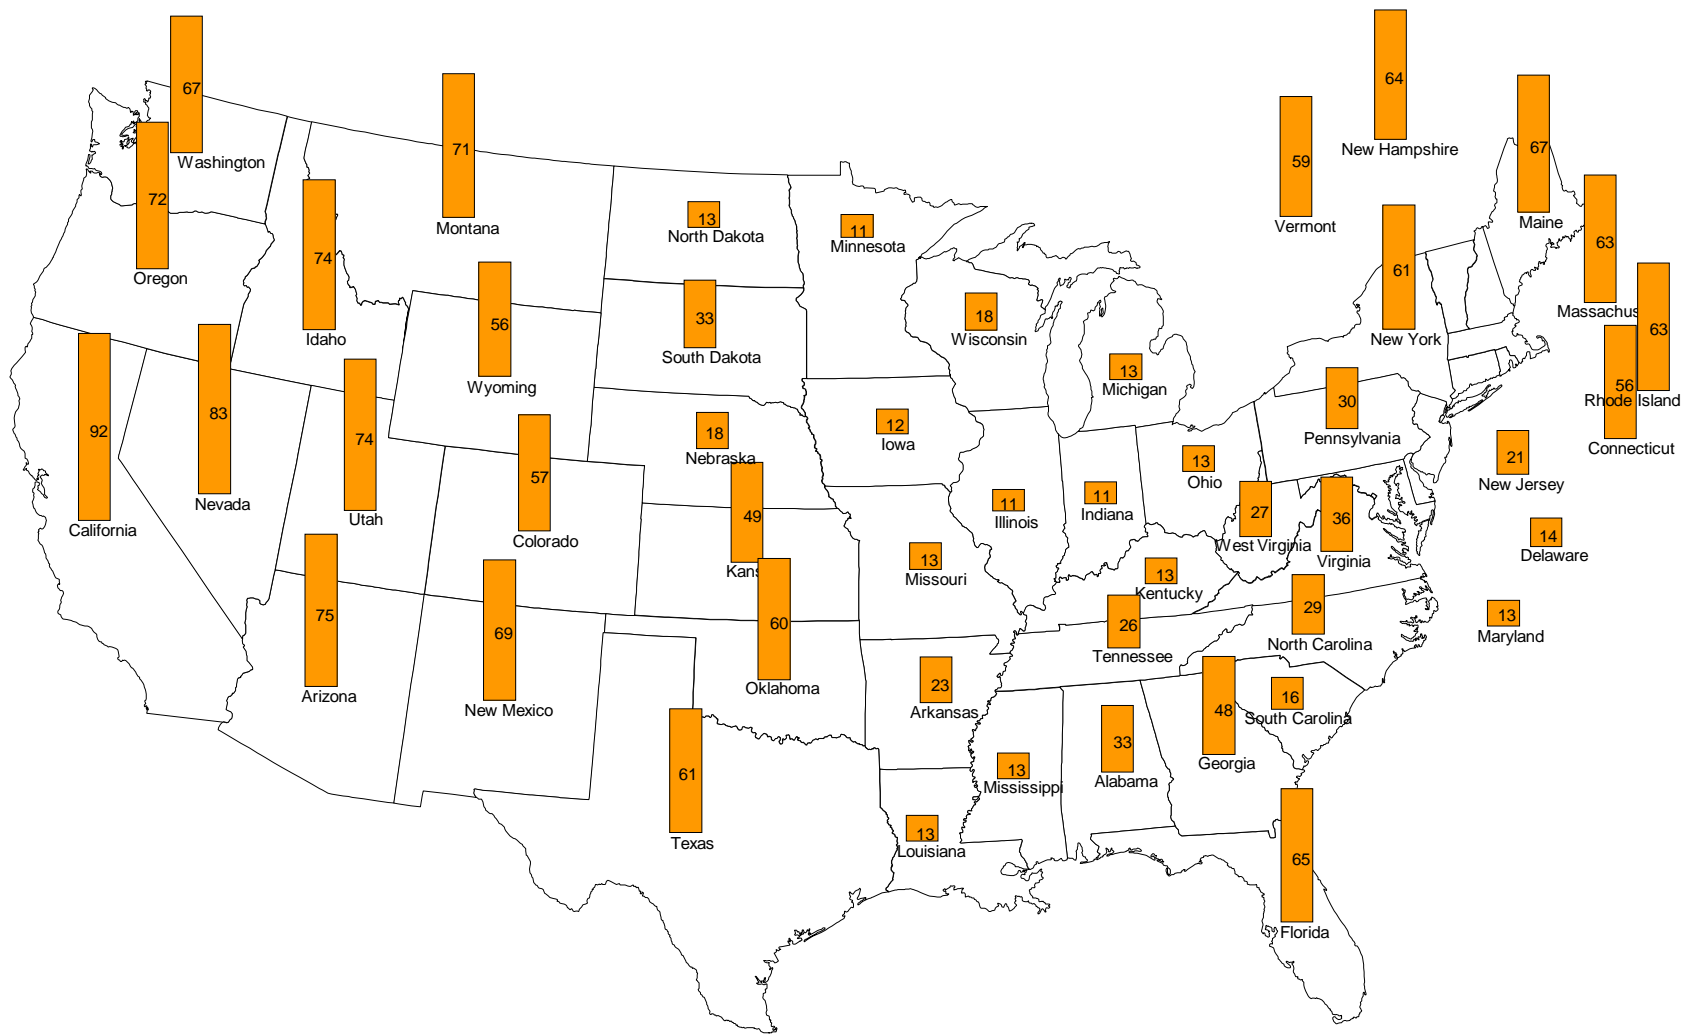 67
Washington
72
Oregon
71
Montana
74
Idaho
13
North Dakota
11
Minnesota
64
New Hampshire
59
Vermont
67
Maine
63
Massachus
61
New York
63
Rhode Island
56
Connecticut
56
Wyoming
33
South Dakota
18
Wisconsin
13
Michigan
30
Pennsylvania
92
California
83
Nevada
74
Utah
57
Colorado
18
Nebraska
12
Iowa
49
Kans
11
Illinois
11
Indiana
13
Ohio
27
West Virginia
36
Virginia
21
New Jersey
14
Delaware
13
Maryland
75
Arizona
69
New Mexico
60
Oklahoma
13
Missouri
13
Kentucky
26
Tennessee
29
North Carolina
23
Arkansas
16
South Carolina
48
Georgia
33
Alabama
13
Mississippi
61
Texas
13
Louisiana
65
Florida